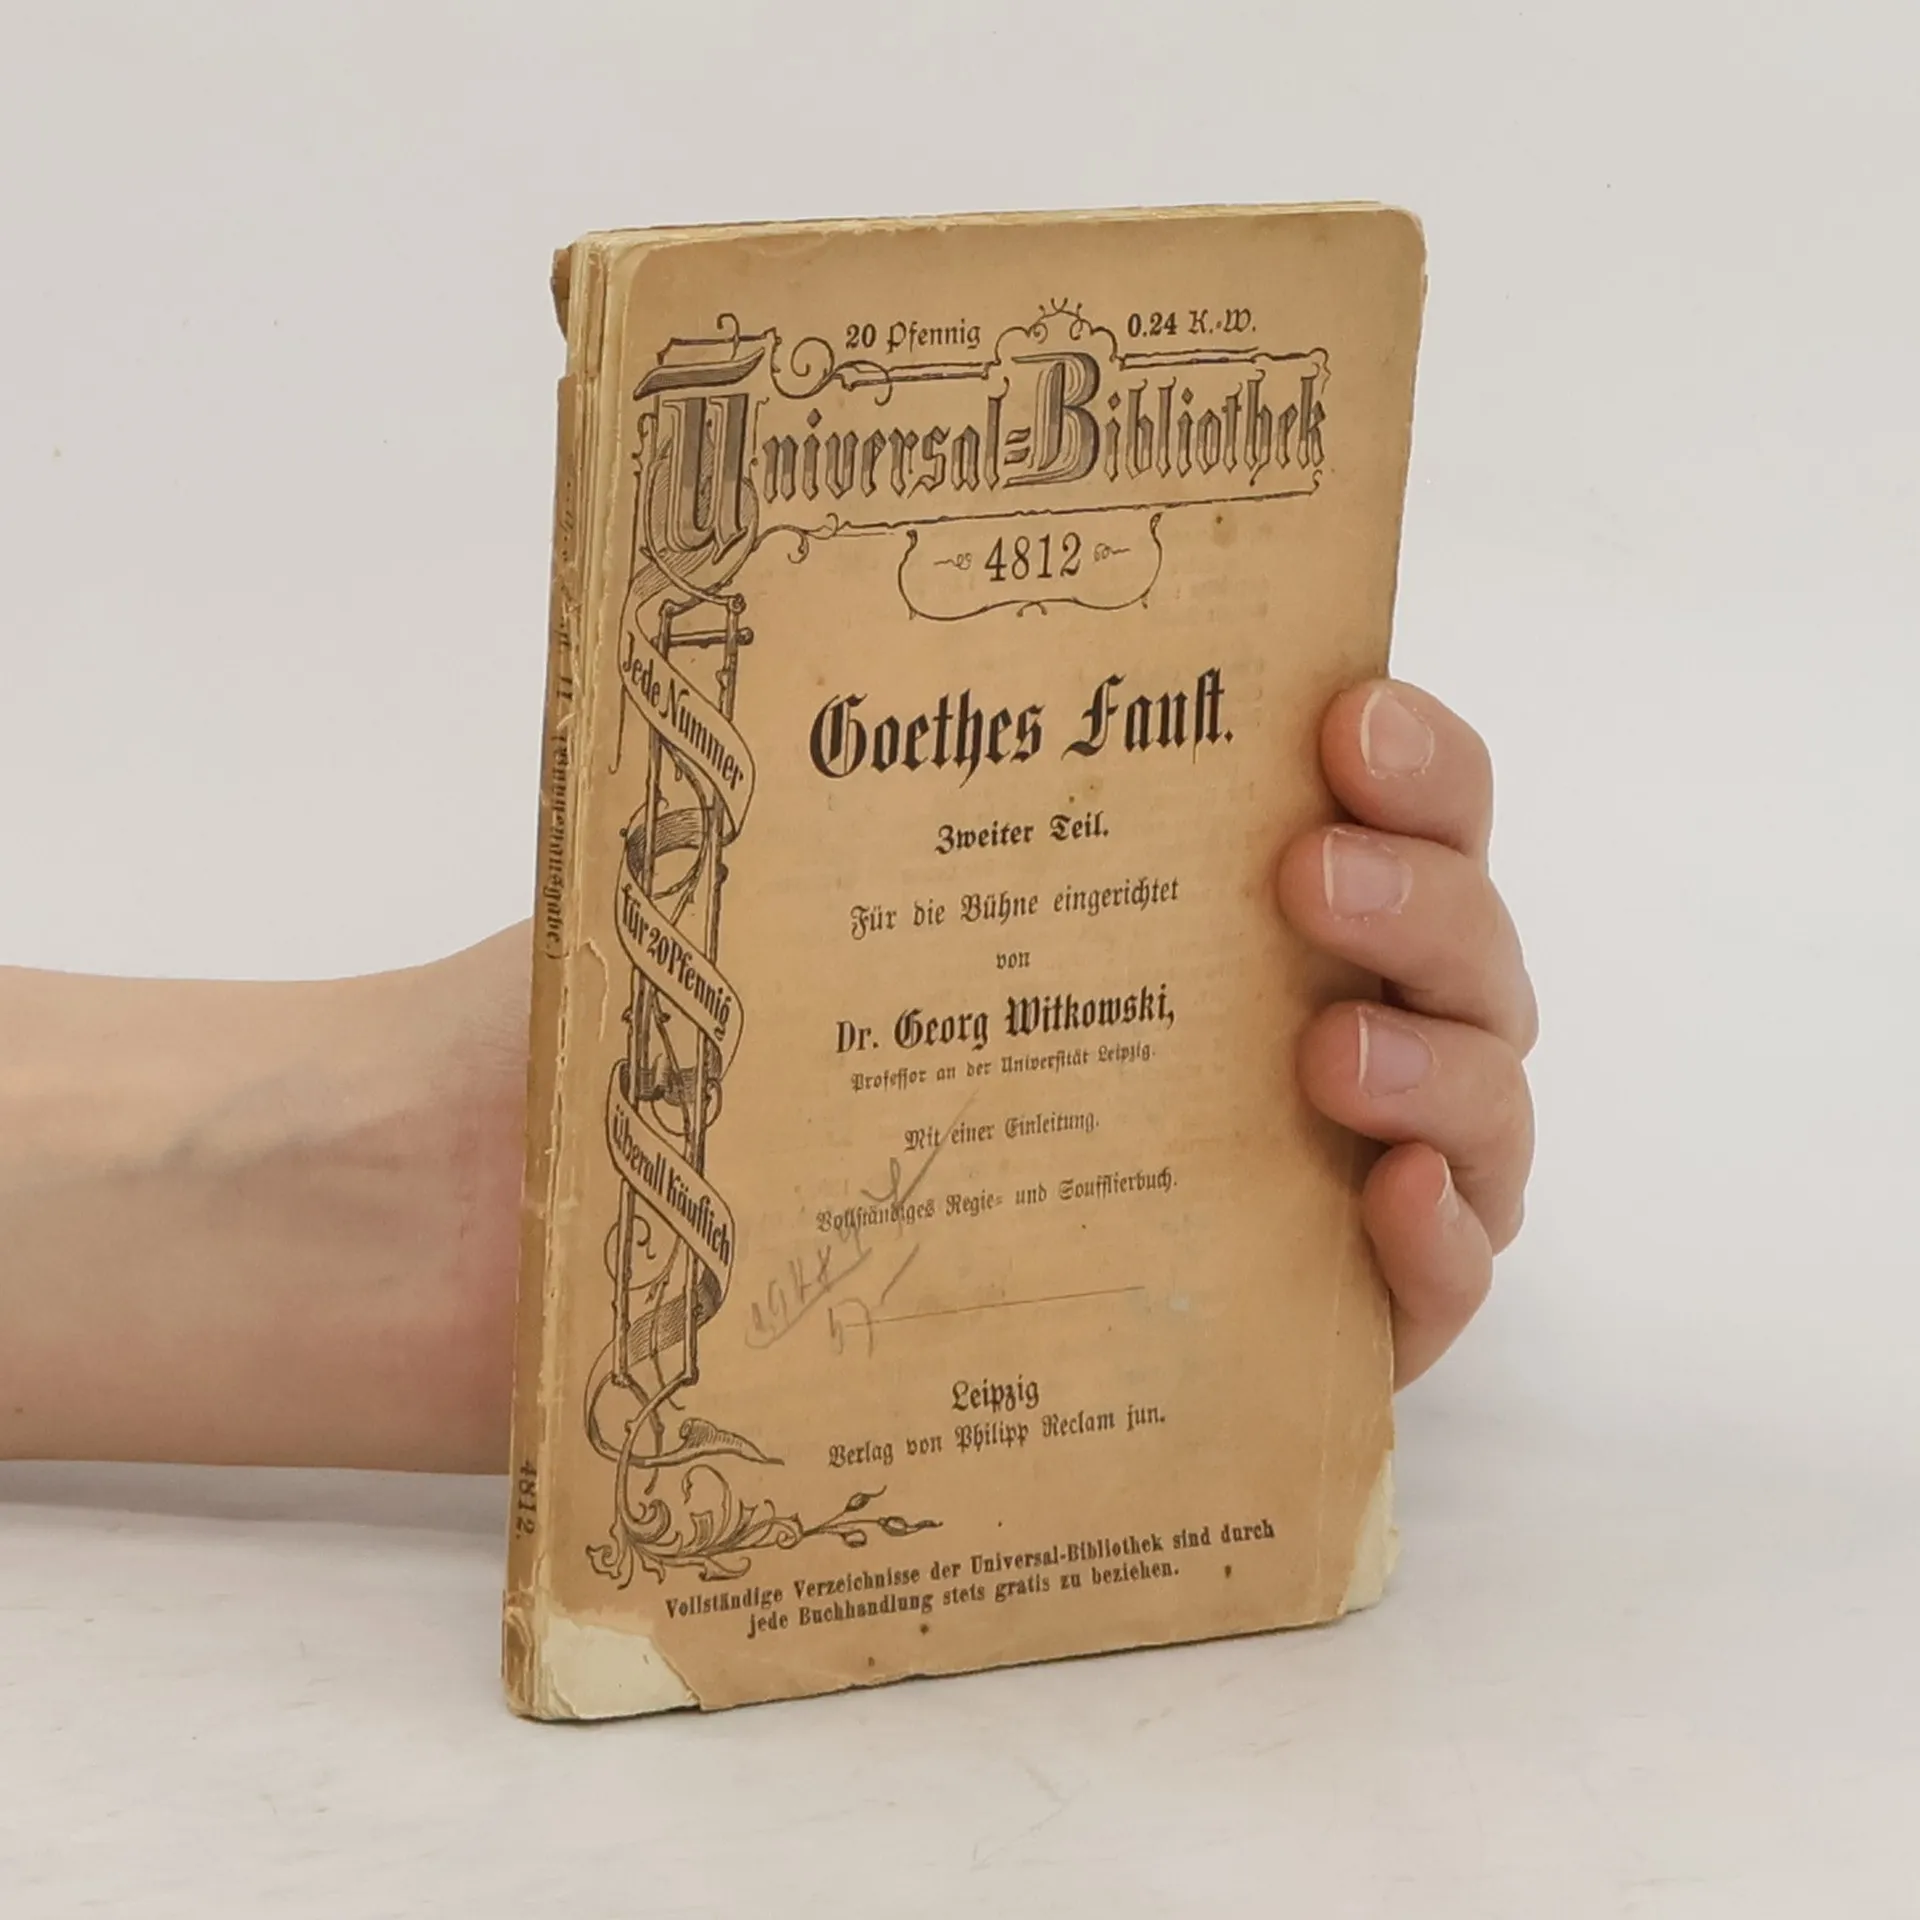 20 Pfennig 0.24 K.-W.
Universal=Bibliothek
4812
Jede Nummer
für 20 Pfennig
überall käuflich
Goethes Faust.
Zweiter Teil.
Für die Bühne eingerichtet
von
Dr. Georg Witkowski,
Professor an der Universität Leipzig.
Mit einer Einleitung.
Vollständiges Regie= und Soufflierbuch.
Leipzig
Verlag von Philipp Reclam jun.
Vollständige Verzeichnisse der Universal-Bibliothek sind durch
jede Buchhandlung stets gratis zu beziehen.
II (Bühnenausgabe.)
4812.